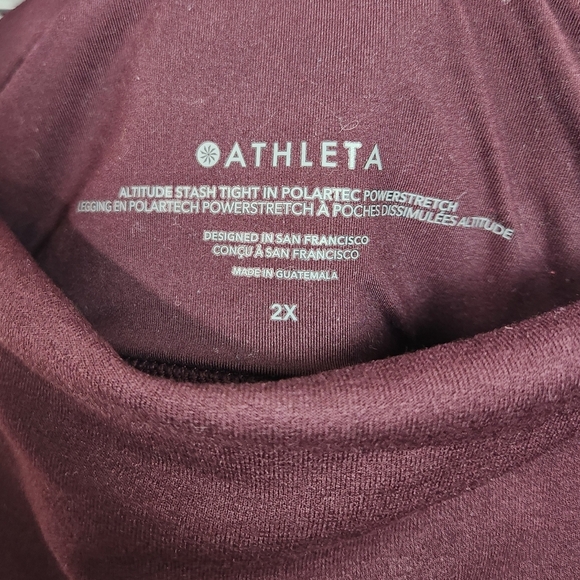 ATHLETA
ALTITUDE STASH TIGHT IN POLARTEC POWERSTRETCH
LEGGING EN POLARTECH POWERSTRETCH À POCHES DISSIMULÉES ALTITUDE
DESIGNED IN SAN FRANCISCO
CONÇU À SAN FRANCISCO
MADE IN GUATEMALA
2X